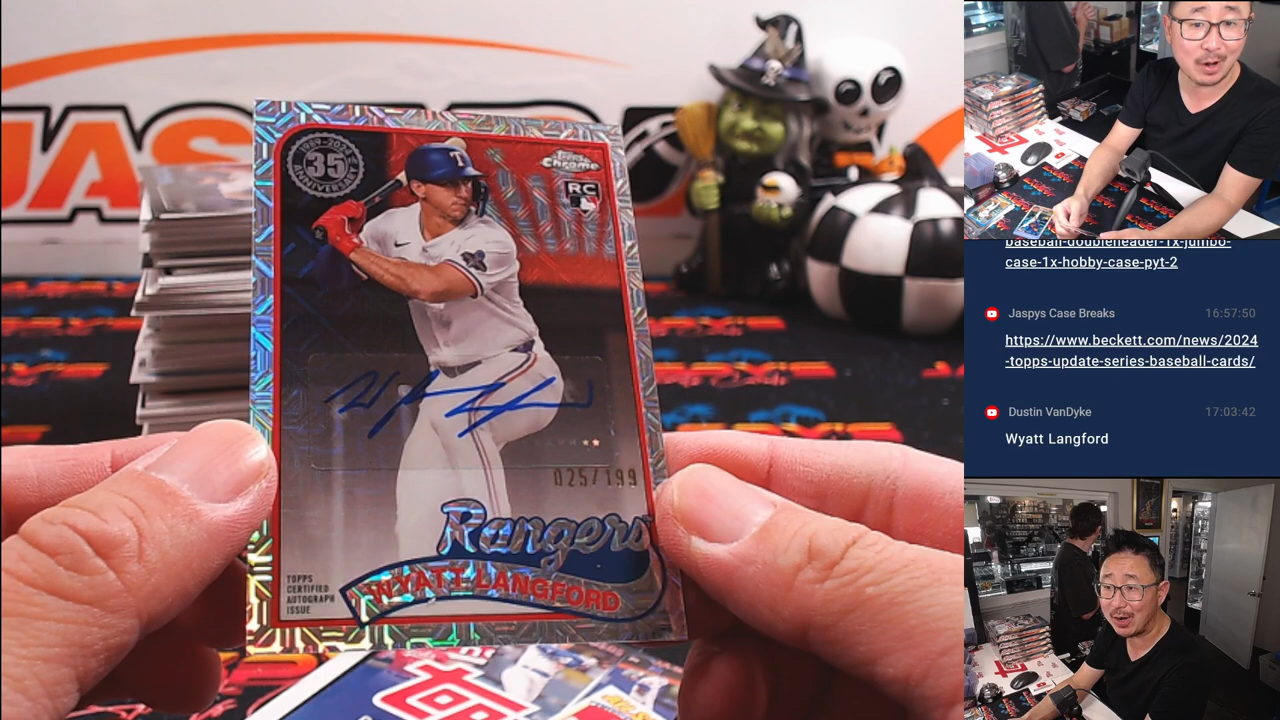 1989-2024
35
ANNIVERSARY
T
Topps
Chrome
RC
025/199
Rangers
WYATT LANGFORD
TOPPS
CERTIFIED
AUTOGRAPH
ISSUE
JAS
topps
baseball-doubleheader-1x-jumbo-
case-1x-hobby-case-pyt-2
Jaspys Case Breaks 16:57:50
https://www.beckett.com/news/2024
-topps-update-series-baseball-cards/
Dustin VanDyke 17:03:42
Wyatt Langford